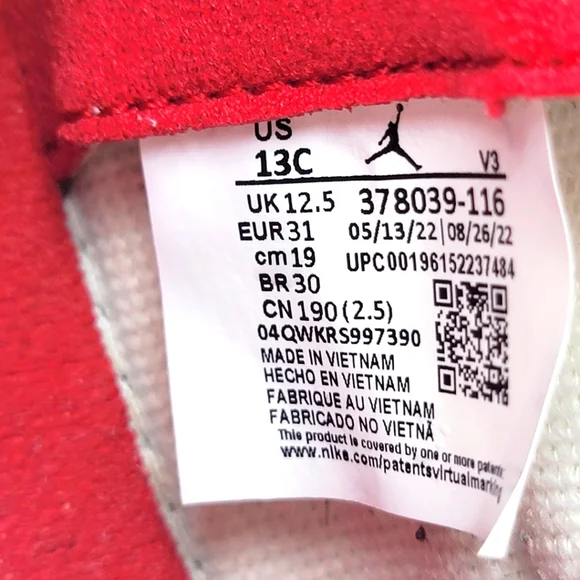 US
13C V3
UK 12.5 378039-116
EUR 31 05/13/22|08/26/22
cm 19 UPC00196152237484
BR 30
CN 190 (2.5)
04QWKRS997390
MADE IN VIETNAM
HECHO EN VIETNAM
FABRIQUE AU VIETNAM
FABRICADO NO VIETNÃ
This product is covered by one or more patents
www.nike.com/patentsvirtualmarking